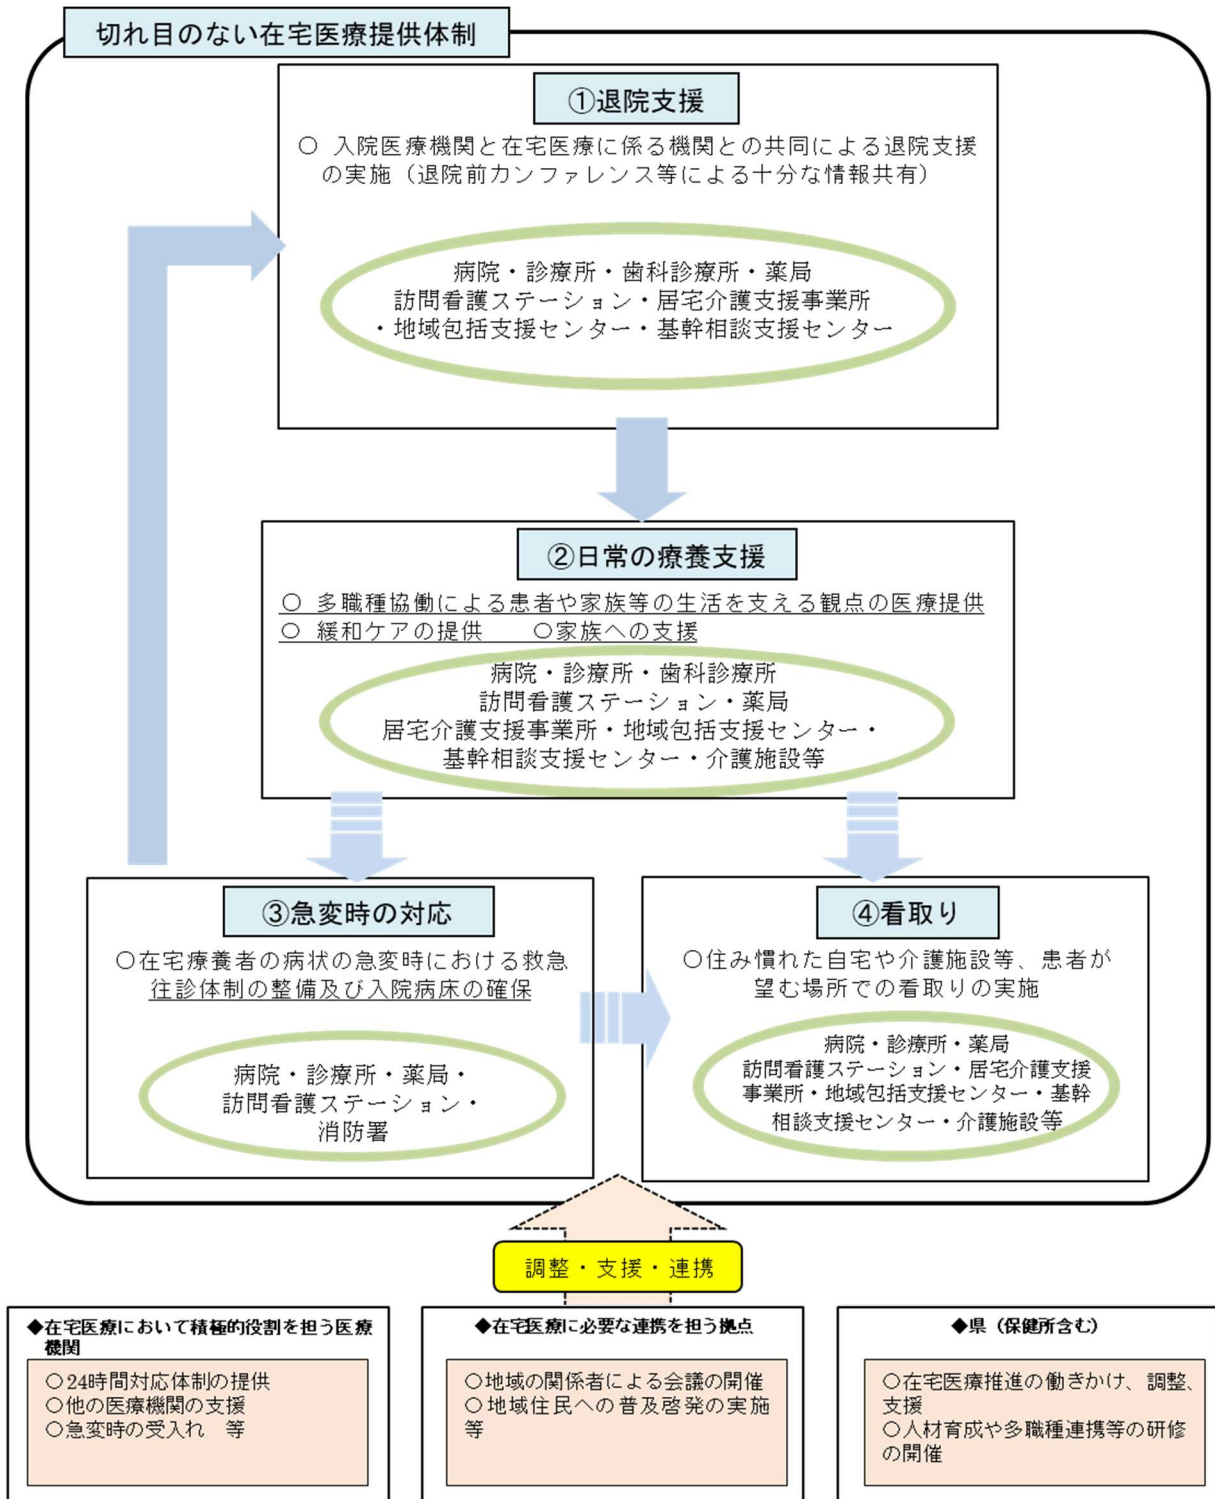 切れ目のない在宅医療提供体制
①退院支援
○ 入院医療機関と在宅医療に係る機関との共同による退院支援
の実施（退院前カンファレンス等による十分な情報共有）
病院・診療所・歯科診療所・薬局
訪問看護ステーション・居宅介護支援事業所
・地域包括支援センター・基幹相談支援センター
②日常の療養支援
○ 多職種協働による患者や家族等の生活を支える観点の医療提供
○ 緩和ケアの提供　　○家族への支援
病院・診療所・歯科診療所
訪問看護ステーション・薬局
居宅介護支援事業所・地域包括支援センター・
基幹相談支援センター・介護施設等
③急変時の対応
○在宅療養者の病状の急変時における救急
往診体制の整備及び入院病床の確保
病院・診療所・薬局・
訪問看護ステーション・
消防署
④看取り
○住み慣れた自宅や介護施設等、患者が
望む場所での看取りの実施
病院・診療所・薬局
訪問看護ステーション・居宅介護支援
事業所・地域包括支援センター・基幹
相談支援センター・介護施設等
調整・支援・連携
◆在宅医療において積極的役割を担う医療
機関
○24時間対応体制の提供
○他の医療機関の支援
○急変時の受入れ　等
◆在宅医療に必要な連携を担う拠点
○地域の関係者による会議の開催
○地域住民への普及啓発の実施
等
◆県（保健所含む）
○在宅医療推進の働きかけ、調整、
支援
○人材育成や多職種連携等の研修
の開催